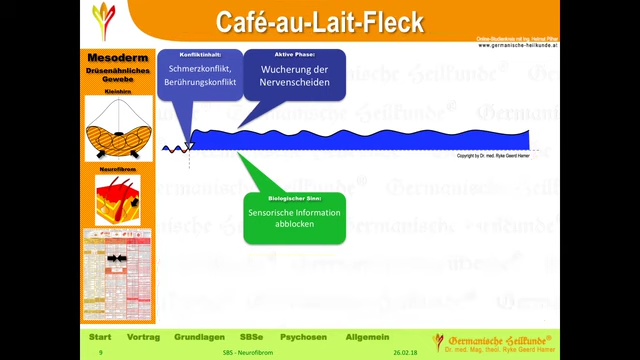 Café-au-Lait-Fleck
Online-Studienkreis mit Ing. Helmut Pilhar
www.germanische-heilkunde.at
Mesoderm
Drüsenähnliches
Gewebe
Kleinhirn
Neurofibrom
Konfliktinhalt:
Schmerzkonflikt,
Berührungskonflikt
Aktive Phase:
Wucherung der
Nervenscheiden
Copyright by Dr. med. Ryke Geerd Hamer
Biologischer Sinn:
Sensorische Information
abblocken
Start Vortrag Grundlagen SBSe Psychosen Allgemein
9 SBS - Neurofibrom 26.02.18
Germanische Heilkunde®
Dr. med. Mag. theol. Ryke Geerd Hamer